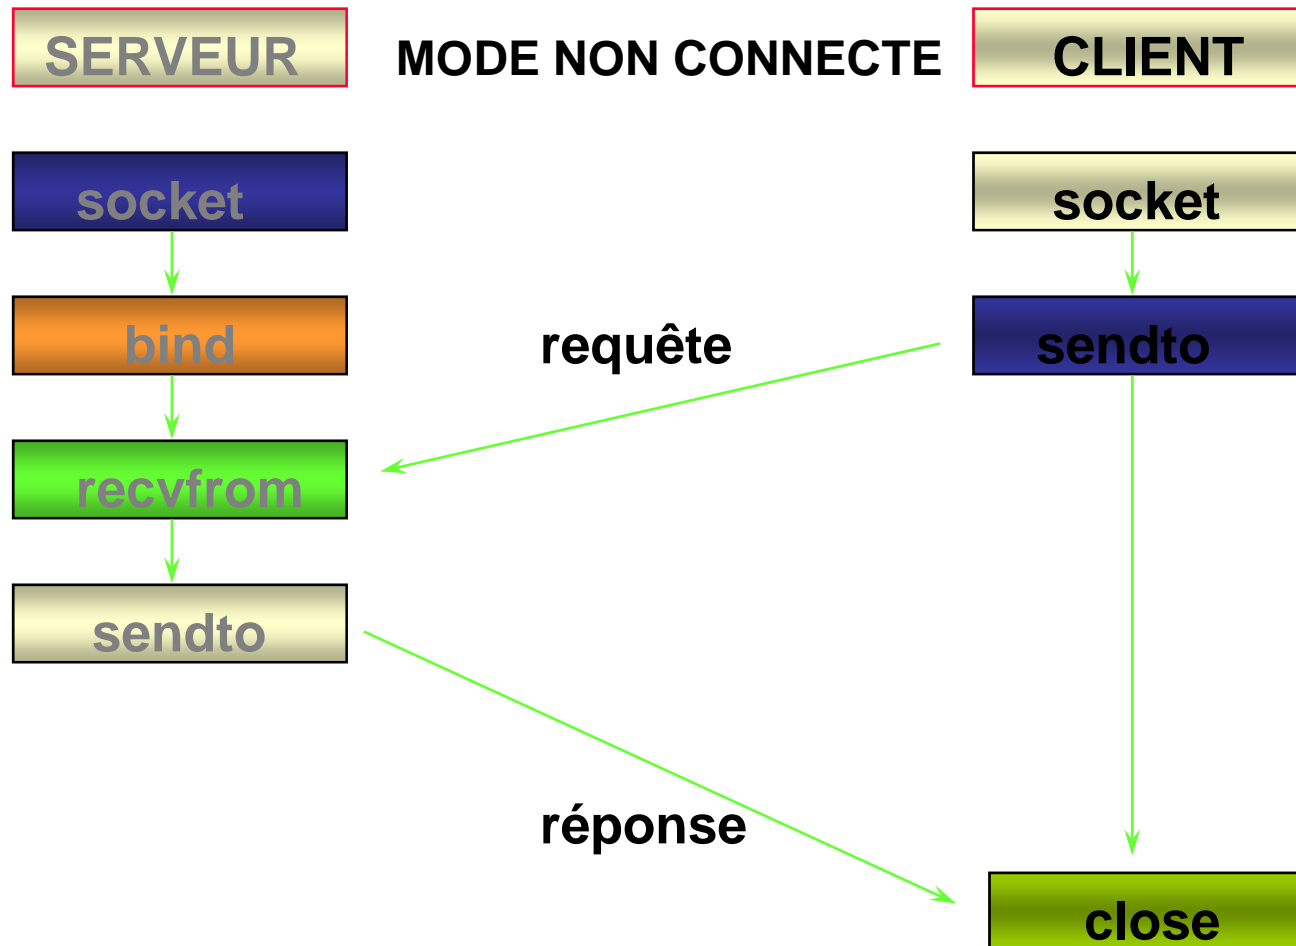 SERVEUR MODE NON CONNECTE CLIENT
socket socket
bind requête sendto
recvfrom
sendto
réponse
close